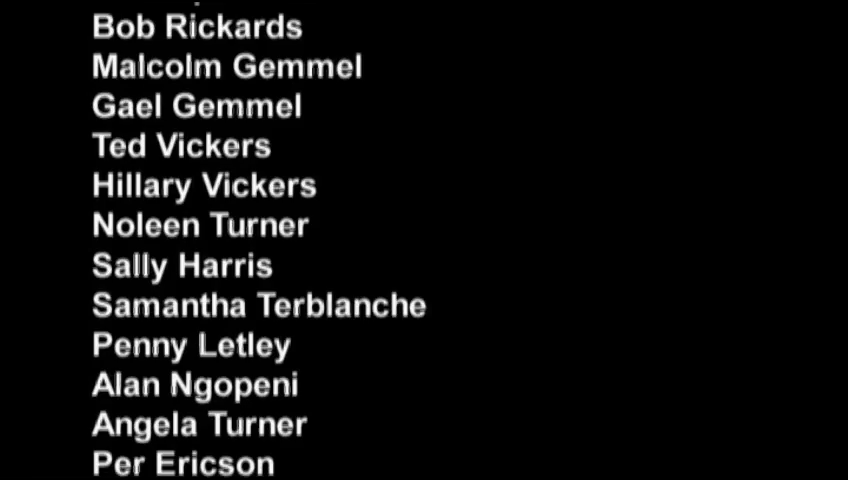 Bob Rickards
Malcolm Gemmel
Gael Gemmel
Ted Vickers
Hillary Vickers
Noleen Turner
Sally Harris
Samantha Terblanche
Penny Letley
Alan Ngopeni
Angela Turner
Per Ericson